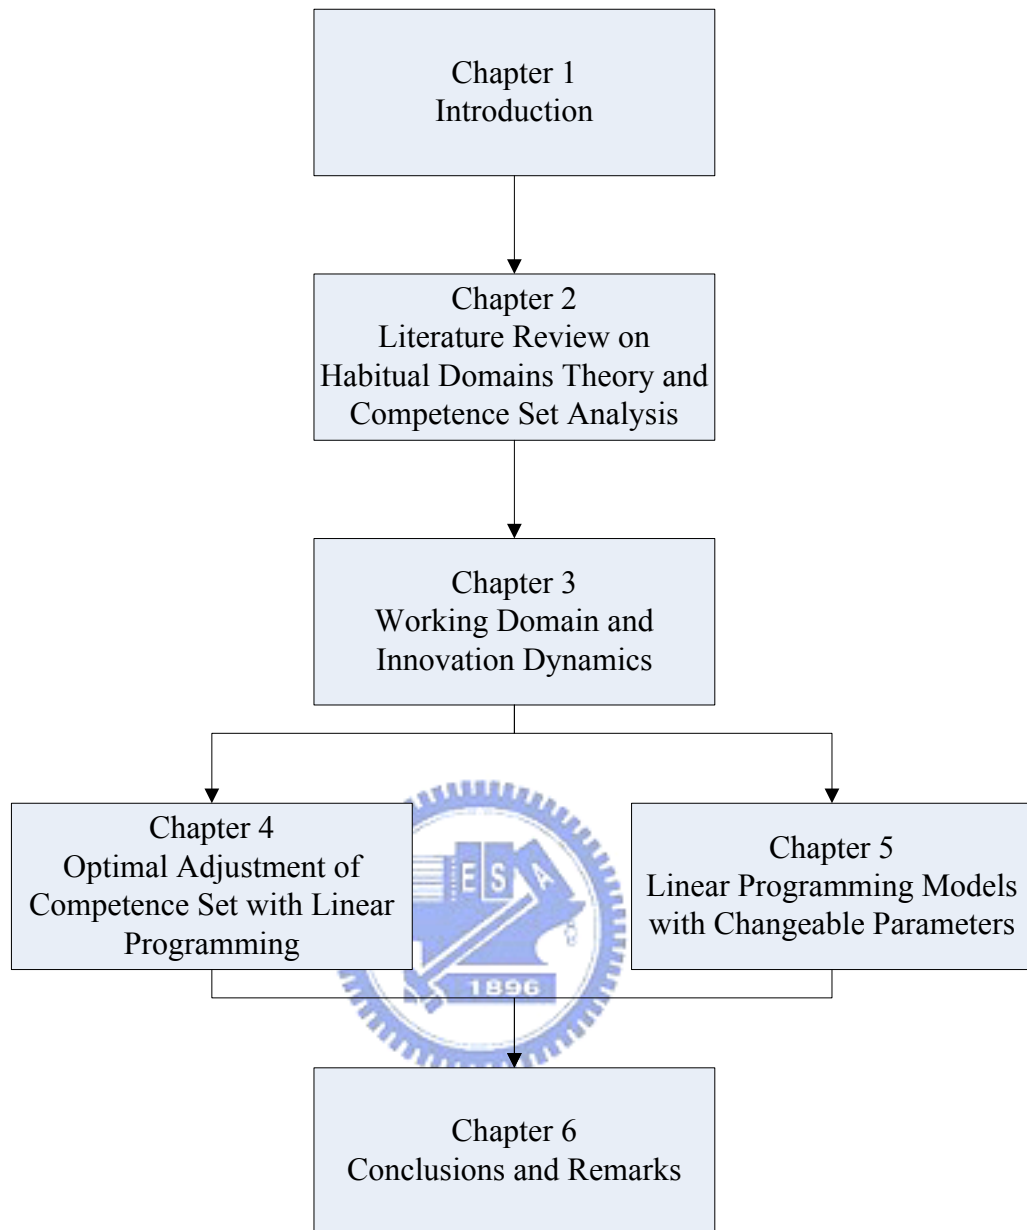 Chapter 1
Introduction
Chapter 2
Literature Review on
Habitual Domains Theory and
Competence Set Analysis
Chapter 3
Working Domain and
Innovation Dynamics
Chapter 4
Optimal Adjustment of
Competence Set with Linear
Programming
Chapter 5
Linear Programming Models
with Changeable Parameters
E S A
1896
Chapter 6
Conclusions and Remarks